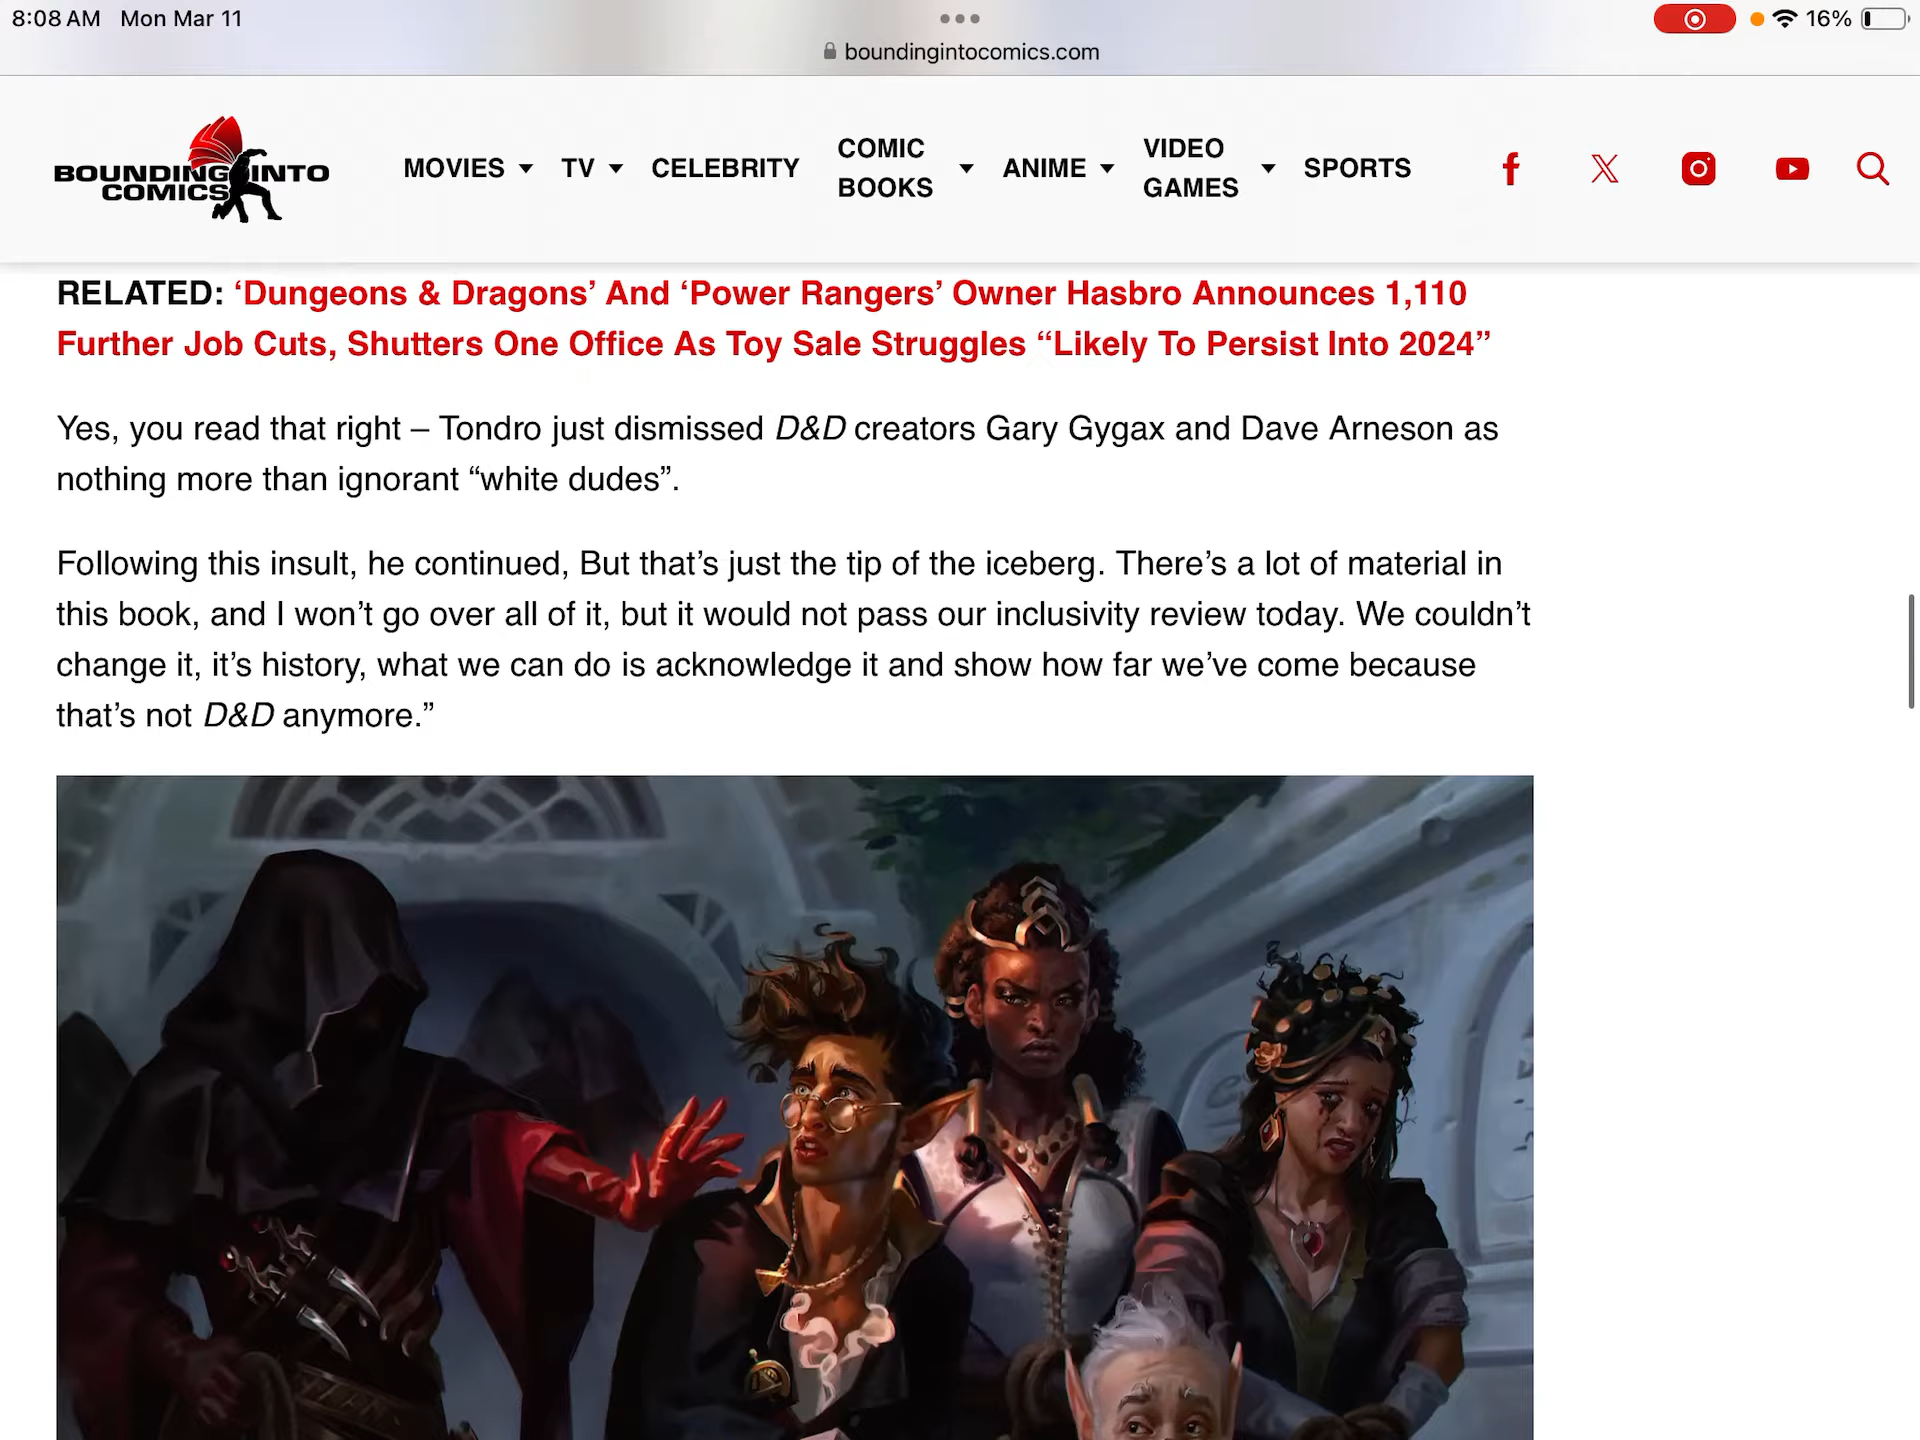 8:08 AM Mon Mar 11
16%
boundingintocomics.com
BOUNDING INTO
COMICS
MOVIES
TV
CELEBRITY
COMIC
BOOKS
ANIME
VIDEO
GAMES
SPORTS
RELATED: ‘Dungeons & Dragons’ And ‘Power Rangers’ Owner Hasbro Announces 1,110
Further Job Cuts, Shutters One Office As Toy Sale Struggles “Likely To Persist Into 2024”
Yes, you read that right – Tondro just dismissed D&D creators Gary Gygax and Dave Arneson as
nothing more than ignorant “white dudes”.
Following this insult, he continued, But that’s just the tip of the iceberg. There’s a lot of material in
this book, and I won’t go over all of it, but it would not pass our inclusivity review today. We couldn’t
change it, it’s history, what we can do is acknowledge it and show how far we’ve come because
that’s not D&D anymore.”